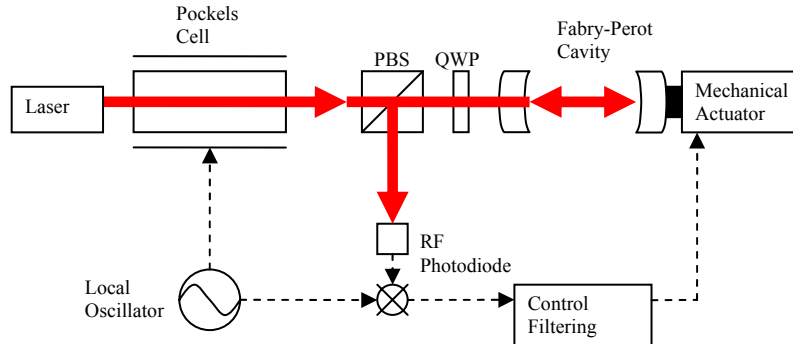 Pockels
Cell
PBS
QWP
Fabry-Perot
Cavity
Laser
Mechanical
Actuator
RF
Photodiode
Local
Oscillator
Control
Filtering